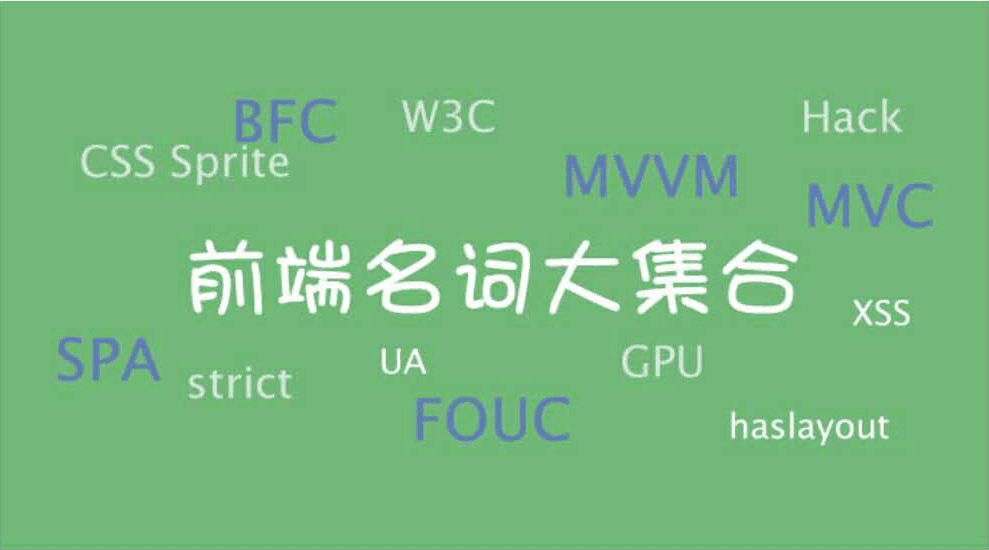 BFC
W3C
Hack
CSS Sprite
MVVM
MVC
前端名词大集合
XSS
SPA
UA
GPU
strict
FOUC
haslayout